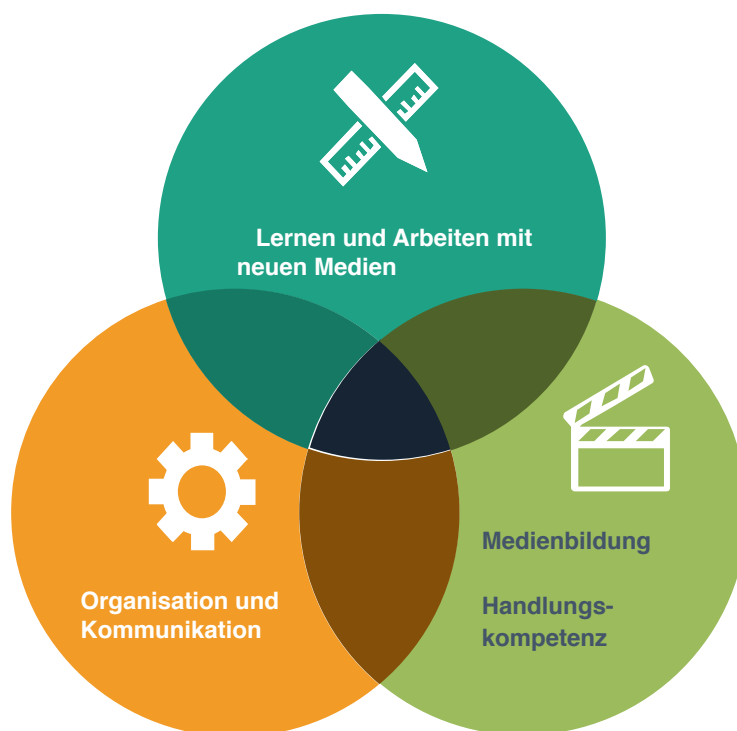 Lernen und Arbeiten mit
neuen Medien
Organisation und
Kommunikation
Medienbildung
Handlungs-
kompetenz